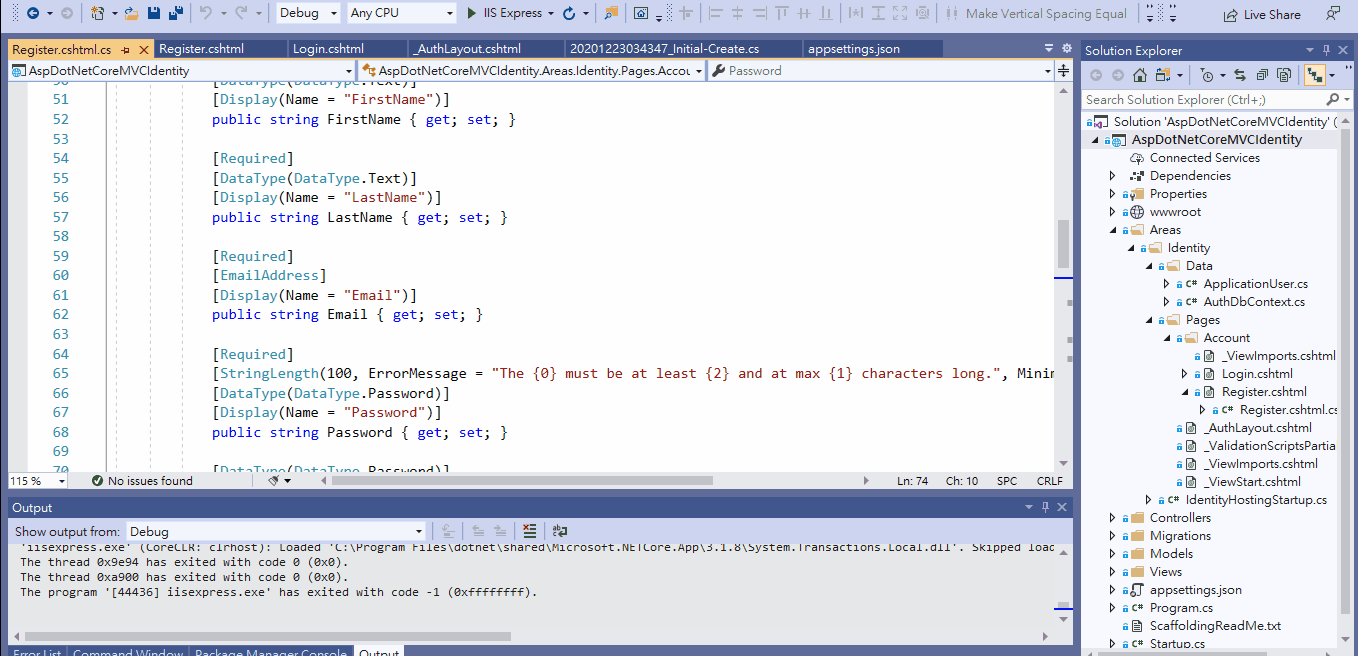 Debug Any CPU IIS Express Make Vertical Spacing Equal Live Share
Register.cshtml.cs Register.cshtml Login.cshtml _AuthLayout.cshtml 20201223034347_Initial-Create.cs appsettings.json
AspDotNetCoreMVCIdentity AspDotNetCoreMVCIdentity.Areas.Identity.Pages.Accou Password
50 [DataType(DataType.Text)]
51 [Display(Name = "FirstName")]
52 public string FirstName { get; set; }
53
54 [Required]
55 [DataType(DataType.Text)]
56 [Display(Name = "LastName")]
57 public string LastName { get; set; }
58
59 [Required]
60 [EmailAddress]
61 [Display(Name = "Email")]
62 public string Email { get; set; }
63
64 [Required]
65 [StringLength(100, ErrorMessage = "The {0} must be at least {2} and at max {1} characters long.", Minim
66 [DataType(DataType.Password)]
67 [Display(Name = "Password")]
68 public string Password { get; set; }
69
70 [DataType(DataType.Password)]
115 % No issues found Ln: 74 Ch: 10 SPC CRLF
Output
Show output from: Debug
'iisexpress.exe' (CoreCLR: clrhost): Loaded 'C:\Program Files\dotnet\shared\Microsoft.NETCore.App\3.1.8\System.Transactions.Local.dll'. Skipped load
The thread 0x9e94 has exited with code 0 (0x0).
The thread 0xa900 has exited with code 0 (0x0).
The program '[44436] iisexpress.exe' has exited with code -1 (0xffffffff).
Error List Command Window Package Manager Console Output
Solution Explorer
Search Solution Explorer (Ctrl+;)
Solution 'AspDotNetCoreMVCIdentity' (
AspDotNetCoreMVCIdentity
Connected Services
Dependencies
Properties
wwwroot
Areas
Identity
Data
C# ApplicationUser.cs
C# AuthDbContext.cs
Pages
Account
_ViewImports.cshtml
Login.cshtml
Register.cshtml
C# Register.cshtml.cs
_AuthLayout.cshtml
_ValidationScriptsPartia
_ViewImports.cshtml
_ViewStart.cshtml
C# IdentityHostingStartup.cs
Controllers
Migrations
Models
Views
appsettings.json
C# Program.cs
ScaffoldingReadMe.txt
C# Startup.cs